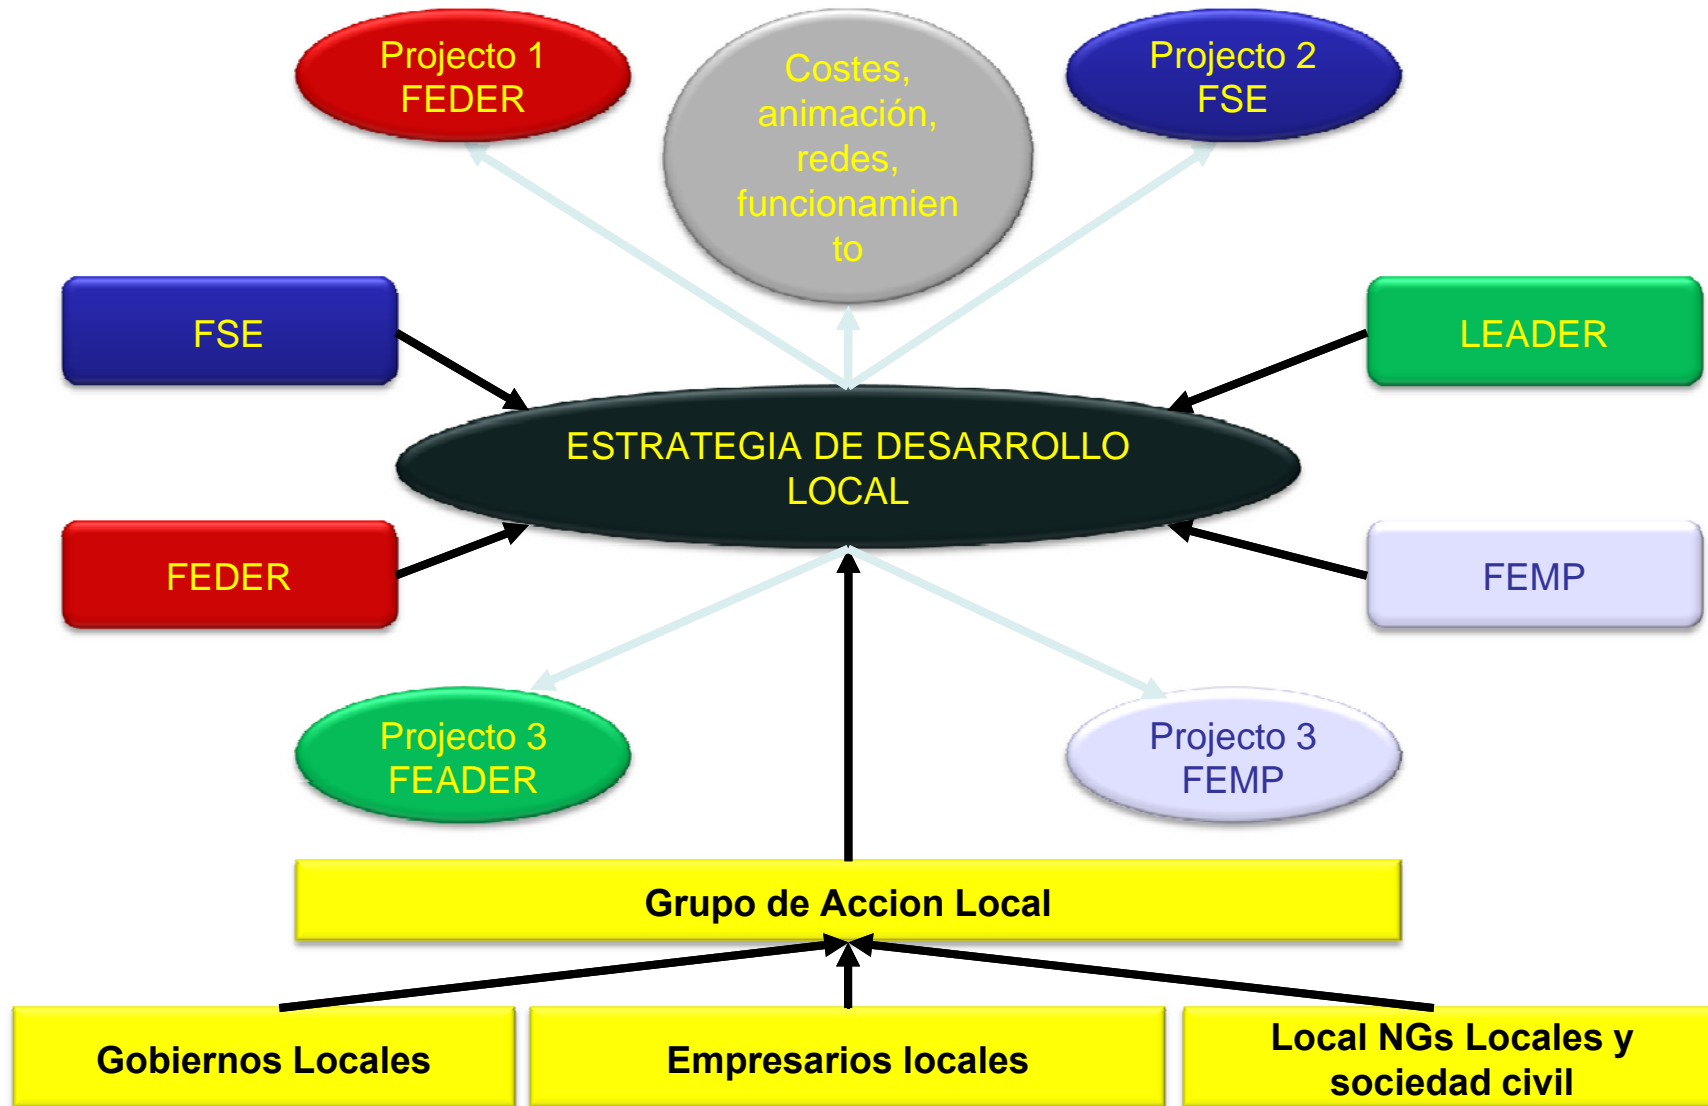 Projecto 1
FEDER
Costes,
animación,
redes,
funcionamien
to
Projecto 2
FSE
FSE
LEADER
ESTRATEGIA DE DESARROLLO
LOCAL
FEDER
FEMP
Projecto 3
FEADER
Projecto 3
FEMP
Grupo de Accion Local
Gobiernos Locales
Empresarios locales
Local NGs Locales y
sociedad civil